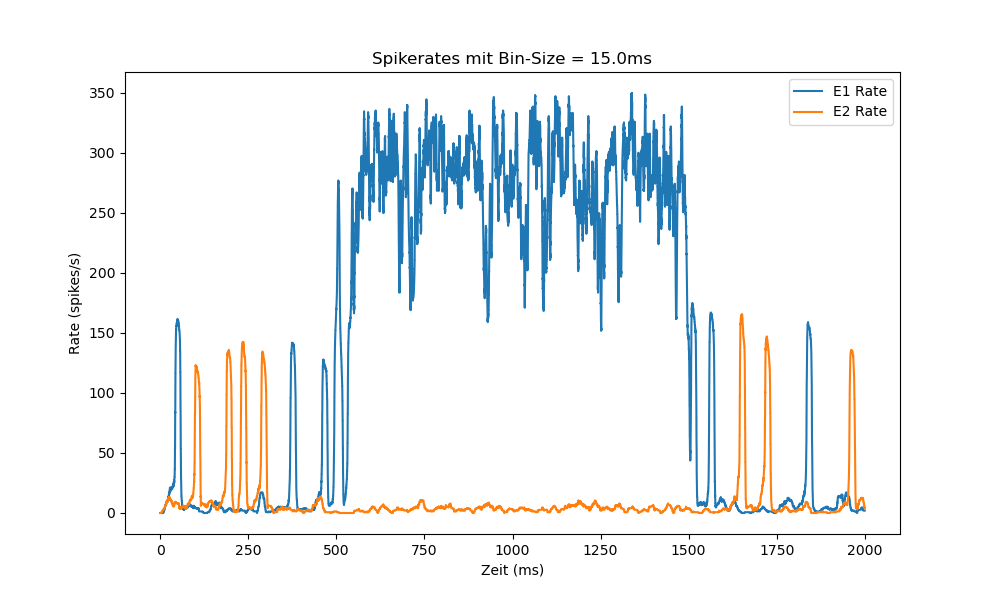 Spikerates mit Bin-Size = 15.0ms
E1 Rate
E2 Rate
350
300
250
200
150
100
50
0
Rate (spikes/s)
0 250 500 750 1000 1250 1500 1750 2000
Zeit (ms)